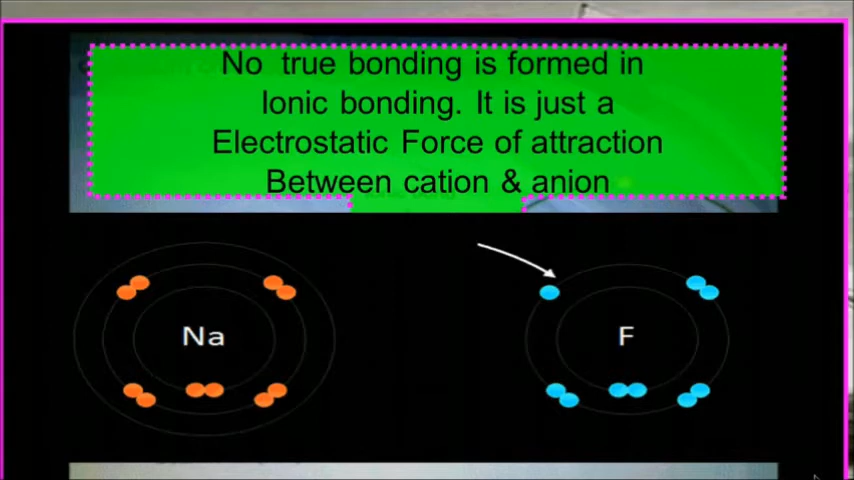 No true bonding is formed in
Ionic bonding. It is just a
Electrostatic Force of attraction
Between cation & anion
Na
F